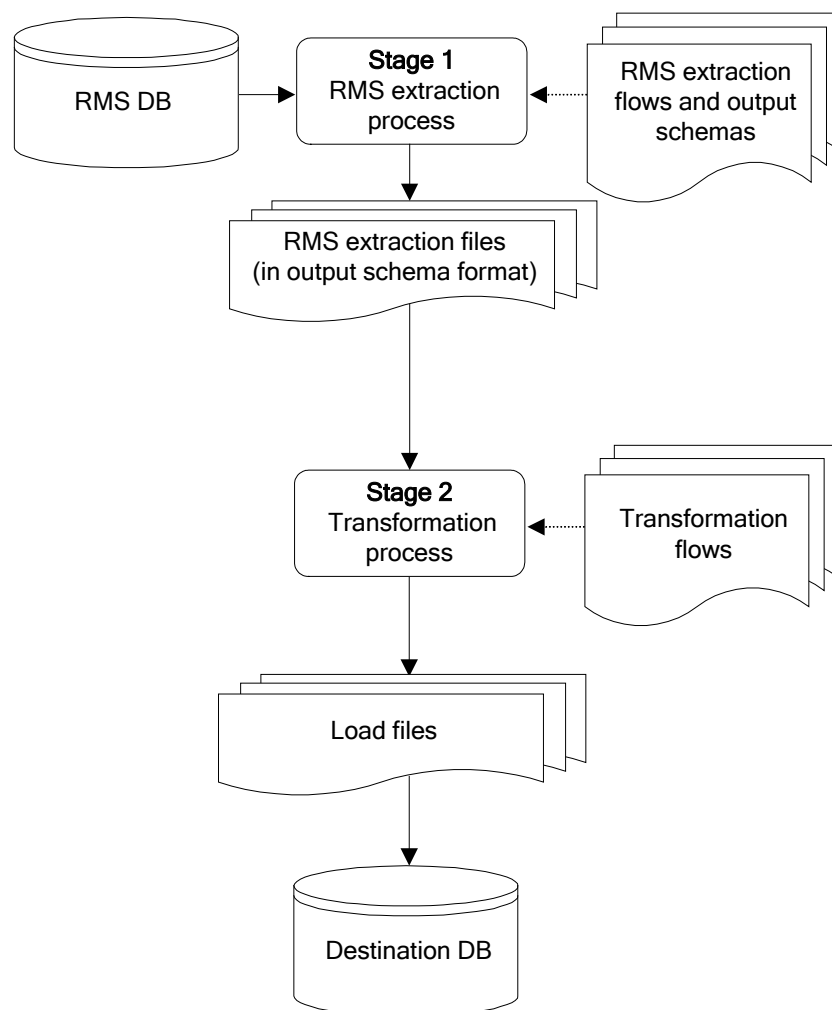 RMS DB
Stage 1
RMS extraction
process
RMS extraction
flows and output
schemas
RMS extraction files
(in output schema format)
Stage 2
Transformation
process
Transformation
flows
Load files
Destination DB